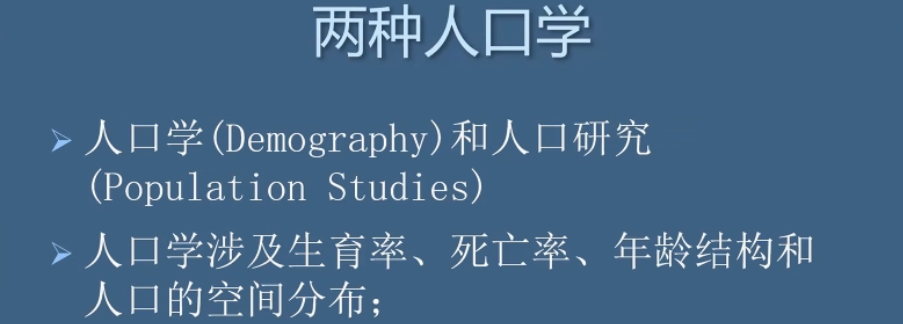 两种人口学
人口学(Demography)和人口研究
(Population Studies)
人口学涉及生育率、死亡率、年龄结构和
人口的空间分布;